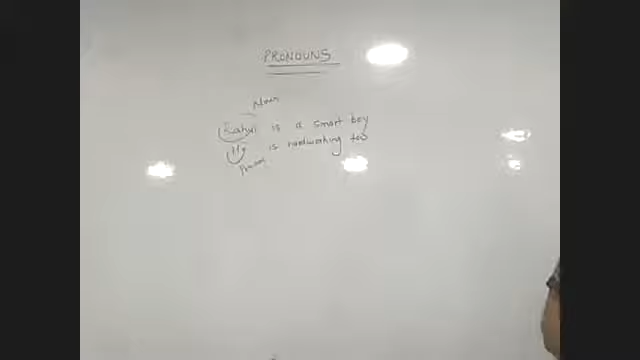 PRONOUNS
Noun
Rahul is a smart boy
He is hardworking too
Pronoun